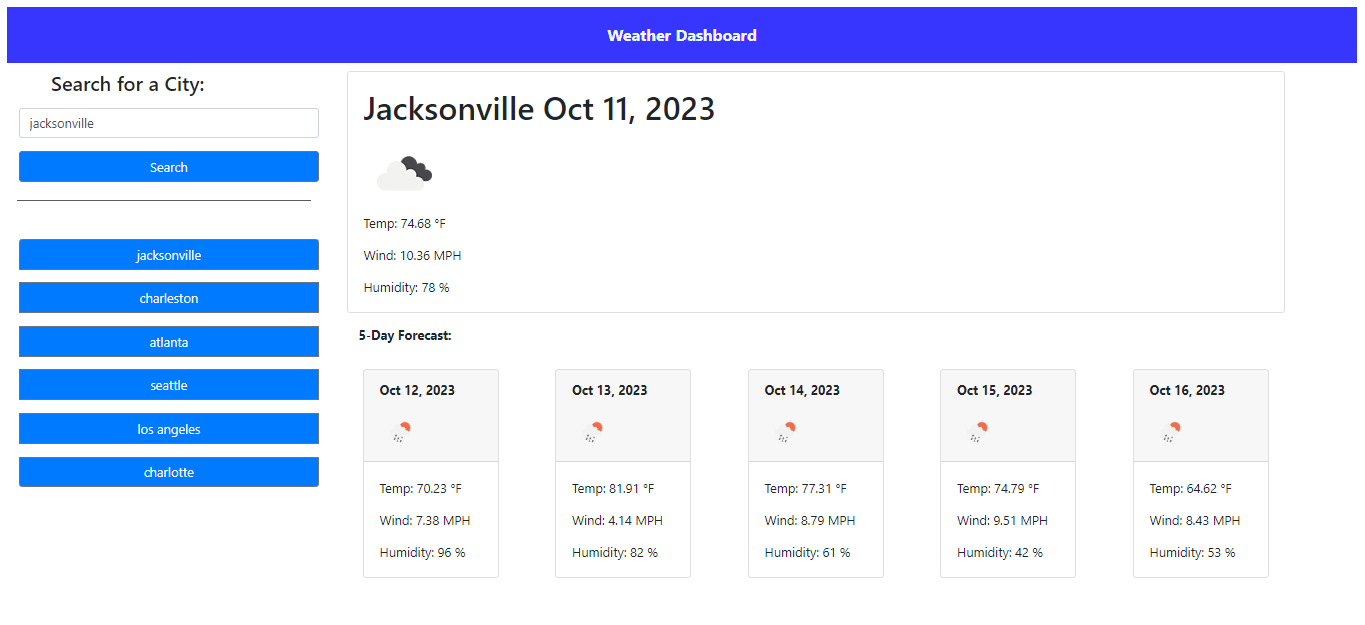 Weather Dashboard
Search for a City:
jacksonville
Search
jacksonville
charleston
atlanta
seattle
los angeles
charlotte
Jacksonville Oct 11, 2023
Temp: 74.68 °F
Wind: 10.36 MPH
Humidity: 78 %
5-Day Forecast:
Oct 12, 2023
Temp: 70.23 °F
Wind: 7.38 MPH
Humidity: 96 %
Oct 13, 2023
Temp: 81.91 °F
Wind: 4.14 MPH
Humidity: 82 %
Oct 14, 2023
Temp: 77.31 °F
Wind: 8.79 MPH
Humidity: 61 %
Oct 15, 2023
Temp: 74.79 °F
Wind: 9.51 MPH
Humidity: 42 %
Oct 16, 2023
Temp: 64.62 °F
Wind: 8.43 MPH
Humidity: 53 %